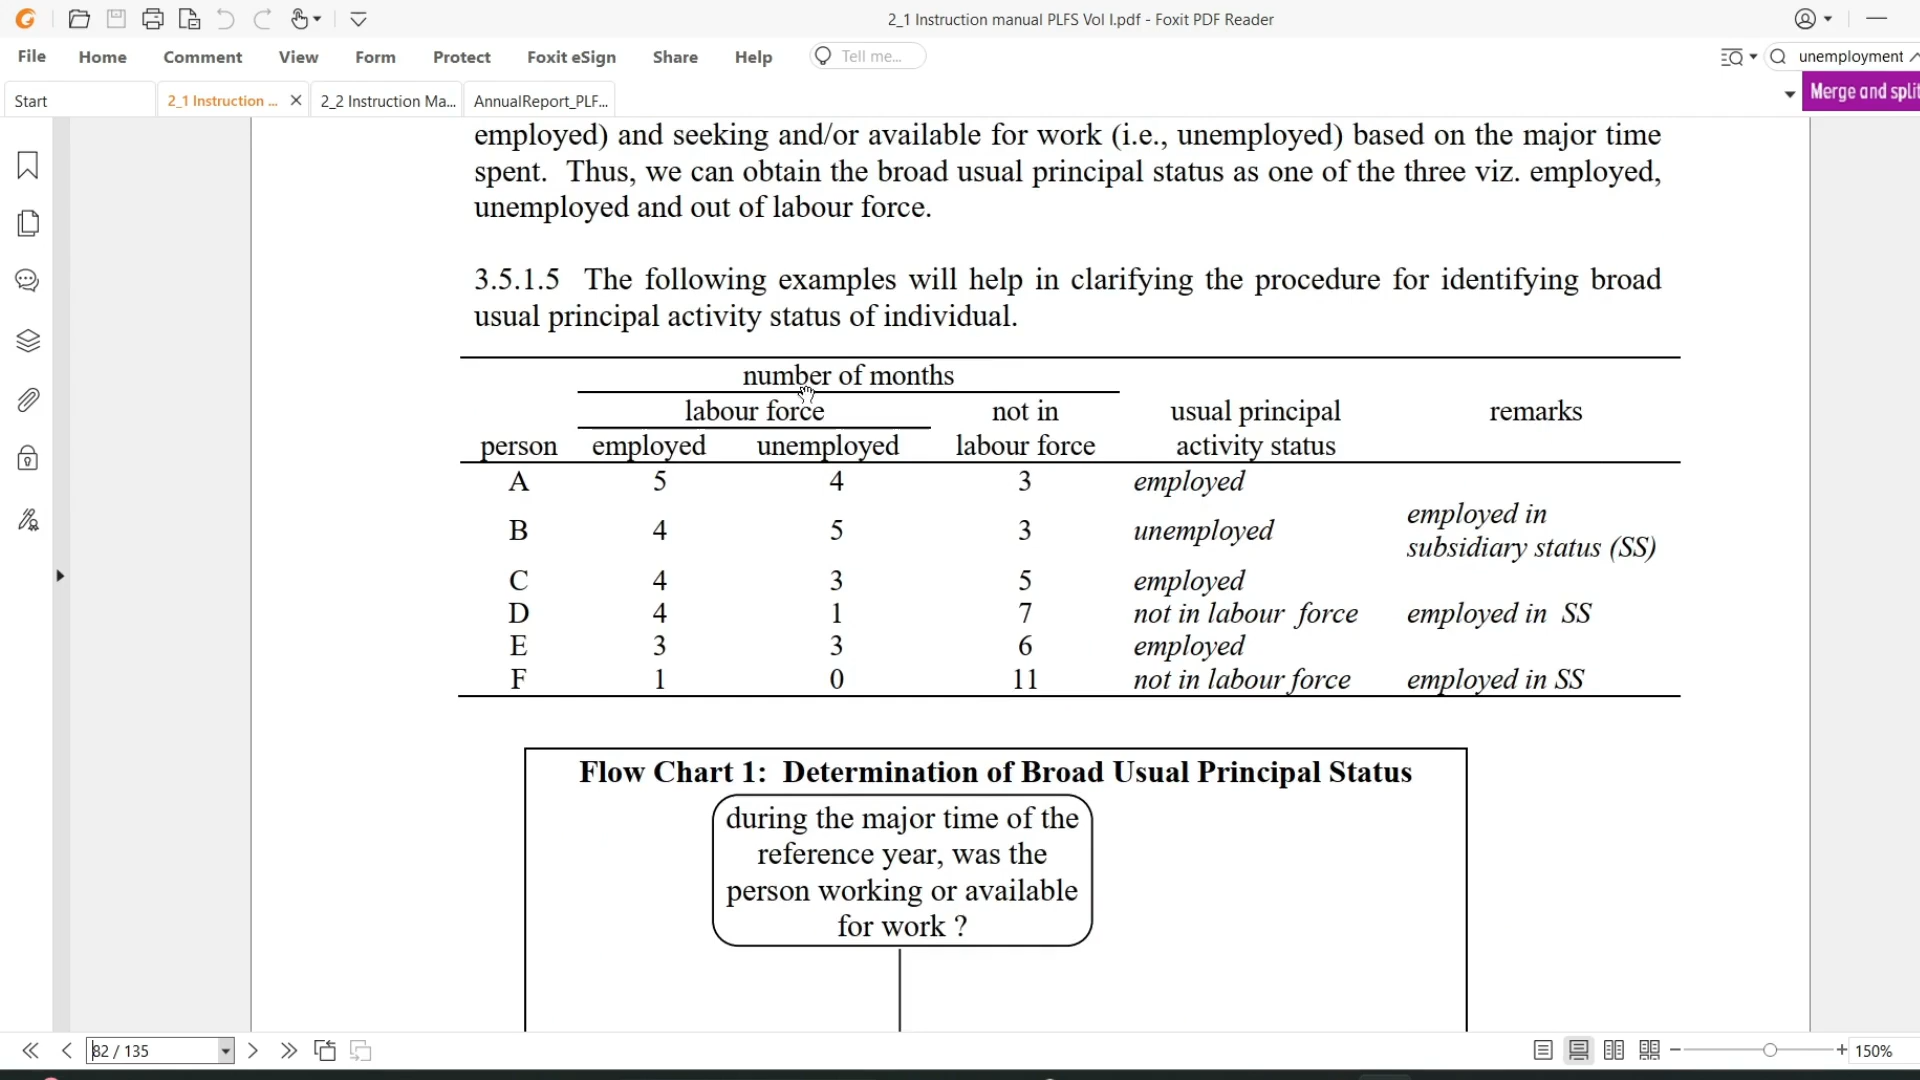 2_1 Instruction manual PLFS Vol I.pdf - Foxit PDF Reader
File Home Comment View Form Protect Foxit eSign Share Help Tell me... unemployment
Start 2_1 Instruction ... 2_2 Instruction Ma... AnnualReport_PLF... Merge and split
employed) and seeking and/or available for work (i.e., unemployed) based on the major time
spent. Thus, we can obtain the broad usual principal status as one of the three viz. employed,
unemployed and out of labour force.
3.5.1.5 The following examples will help in clarifying the procedure for identifying broad
usual principal activity status of individual.
number of months
labour force not in usual principal remarks
person employed unemployed labour force activity status
A 5 4 3 employed
B 4 5 3 unemployed employed in
subsidiary status (SS)
C 4 3 5 employed
D 4 1 7 not in labour force employed in SS
E 3 3 6 employed
F 1 0 11 not in labour force employed in SS
Flow Chart 1: Determination of Broad Usual Principal Status
during the major time of the
reference year, was the
person working or available
for work ?
82 / 135 150%